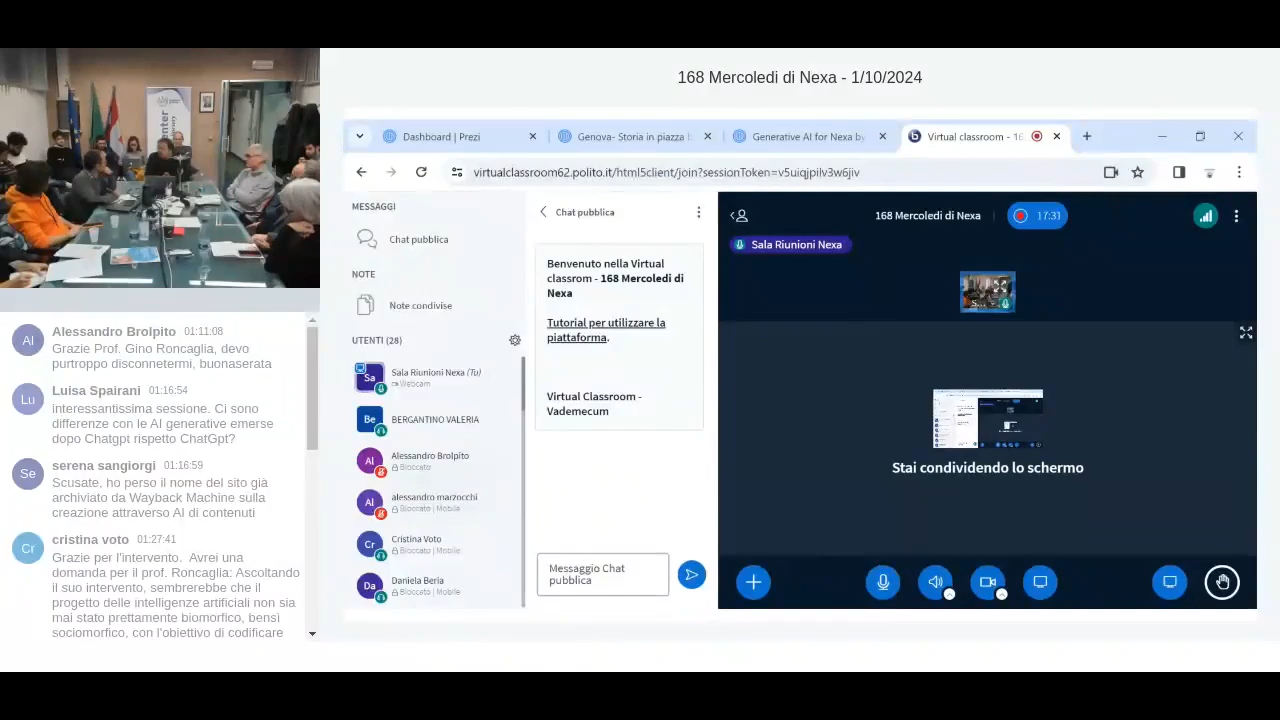 168 Mercoledi di Nexa - 1/10/2024
Alessandro Brolpito 01:11:08
Al
Grazie Prof. Gino Roncaglia, devo
purtroppo disconnetermi, buonaserata
Luisa Spairani 01:16:54
Lu
interessantissima sessione. Ci sono
differenze con le AI generative emerse
dopo Chatgpt rispetto ChatGpt?
serena sangiorgi 01:16:59
Se
Scusate, ho perso il nome del sito già
archiviato da Wayback Machine sulla
creazione attraverso AI di contenuti
cristina voto 01:27:41
Cr
Grazie per l'intervento. Avrei una
domanda per il prof. Roncaglia: Ascoltando
il suo intervento, sembrerebbe che il
progetto delle intelligenze artificiali non sia
mai stato prettamente biomorfico, bensì
sociomorfico, con l'obiettivo di codificare
Dashboard | Prezi
Genova- Storia in piazza
Generative AI for Nexa by
Virtual classroom - 16
virtualclassroom62.polito.it/html5client/join?sessionToken=v5uiqjpilv3w6jiv
MESSAGGI
Chat pubblica
NOTE
Note condivise
UTENTI (28)
Sa
Sala Riunioni Nexa (Tu)
Webcam
Be
BERGANTINO VALERIA
Al
Alessandro Brolpito
Bloccato
Al
alessandro marzocchi
Bloccato | Mobile
Cr
Cristina Voto
Bloccato | Mobile
Da
Daniela Beria
Bloccato | Mobile
Chat pubblica
Benvenuto nella Virtual
classrom - 168 Mercoledi di
Nexa
Tutorial per utilizzare la
piattaforma.
Virtual Classroom -
Vademecum
Messaggio Chat
pubblica
168 Mercoledi di Nexa
17:31
Sala Riunioni Nexa
Stai condividendo lo schermo